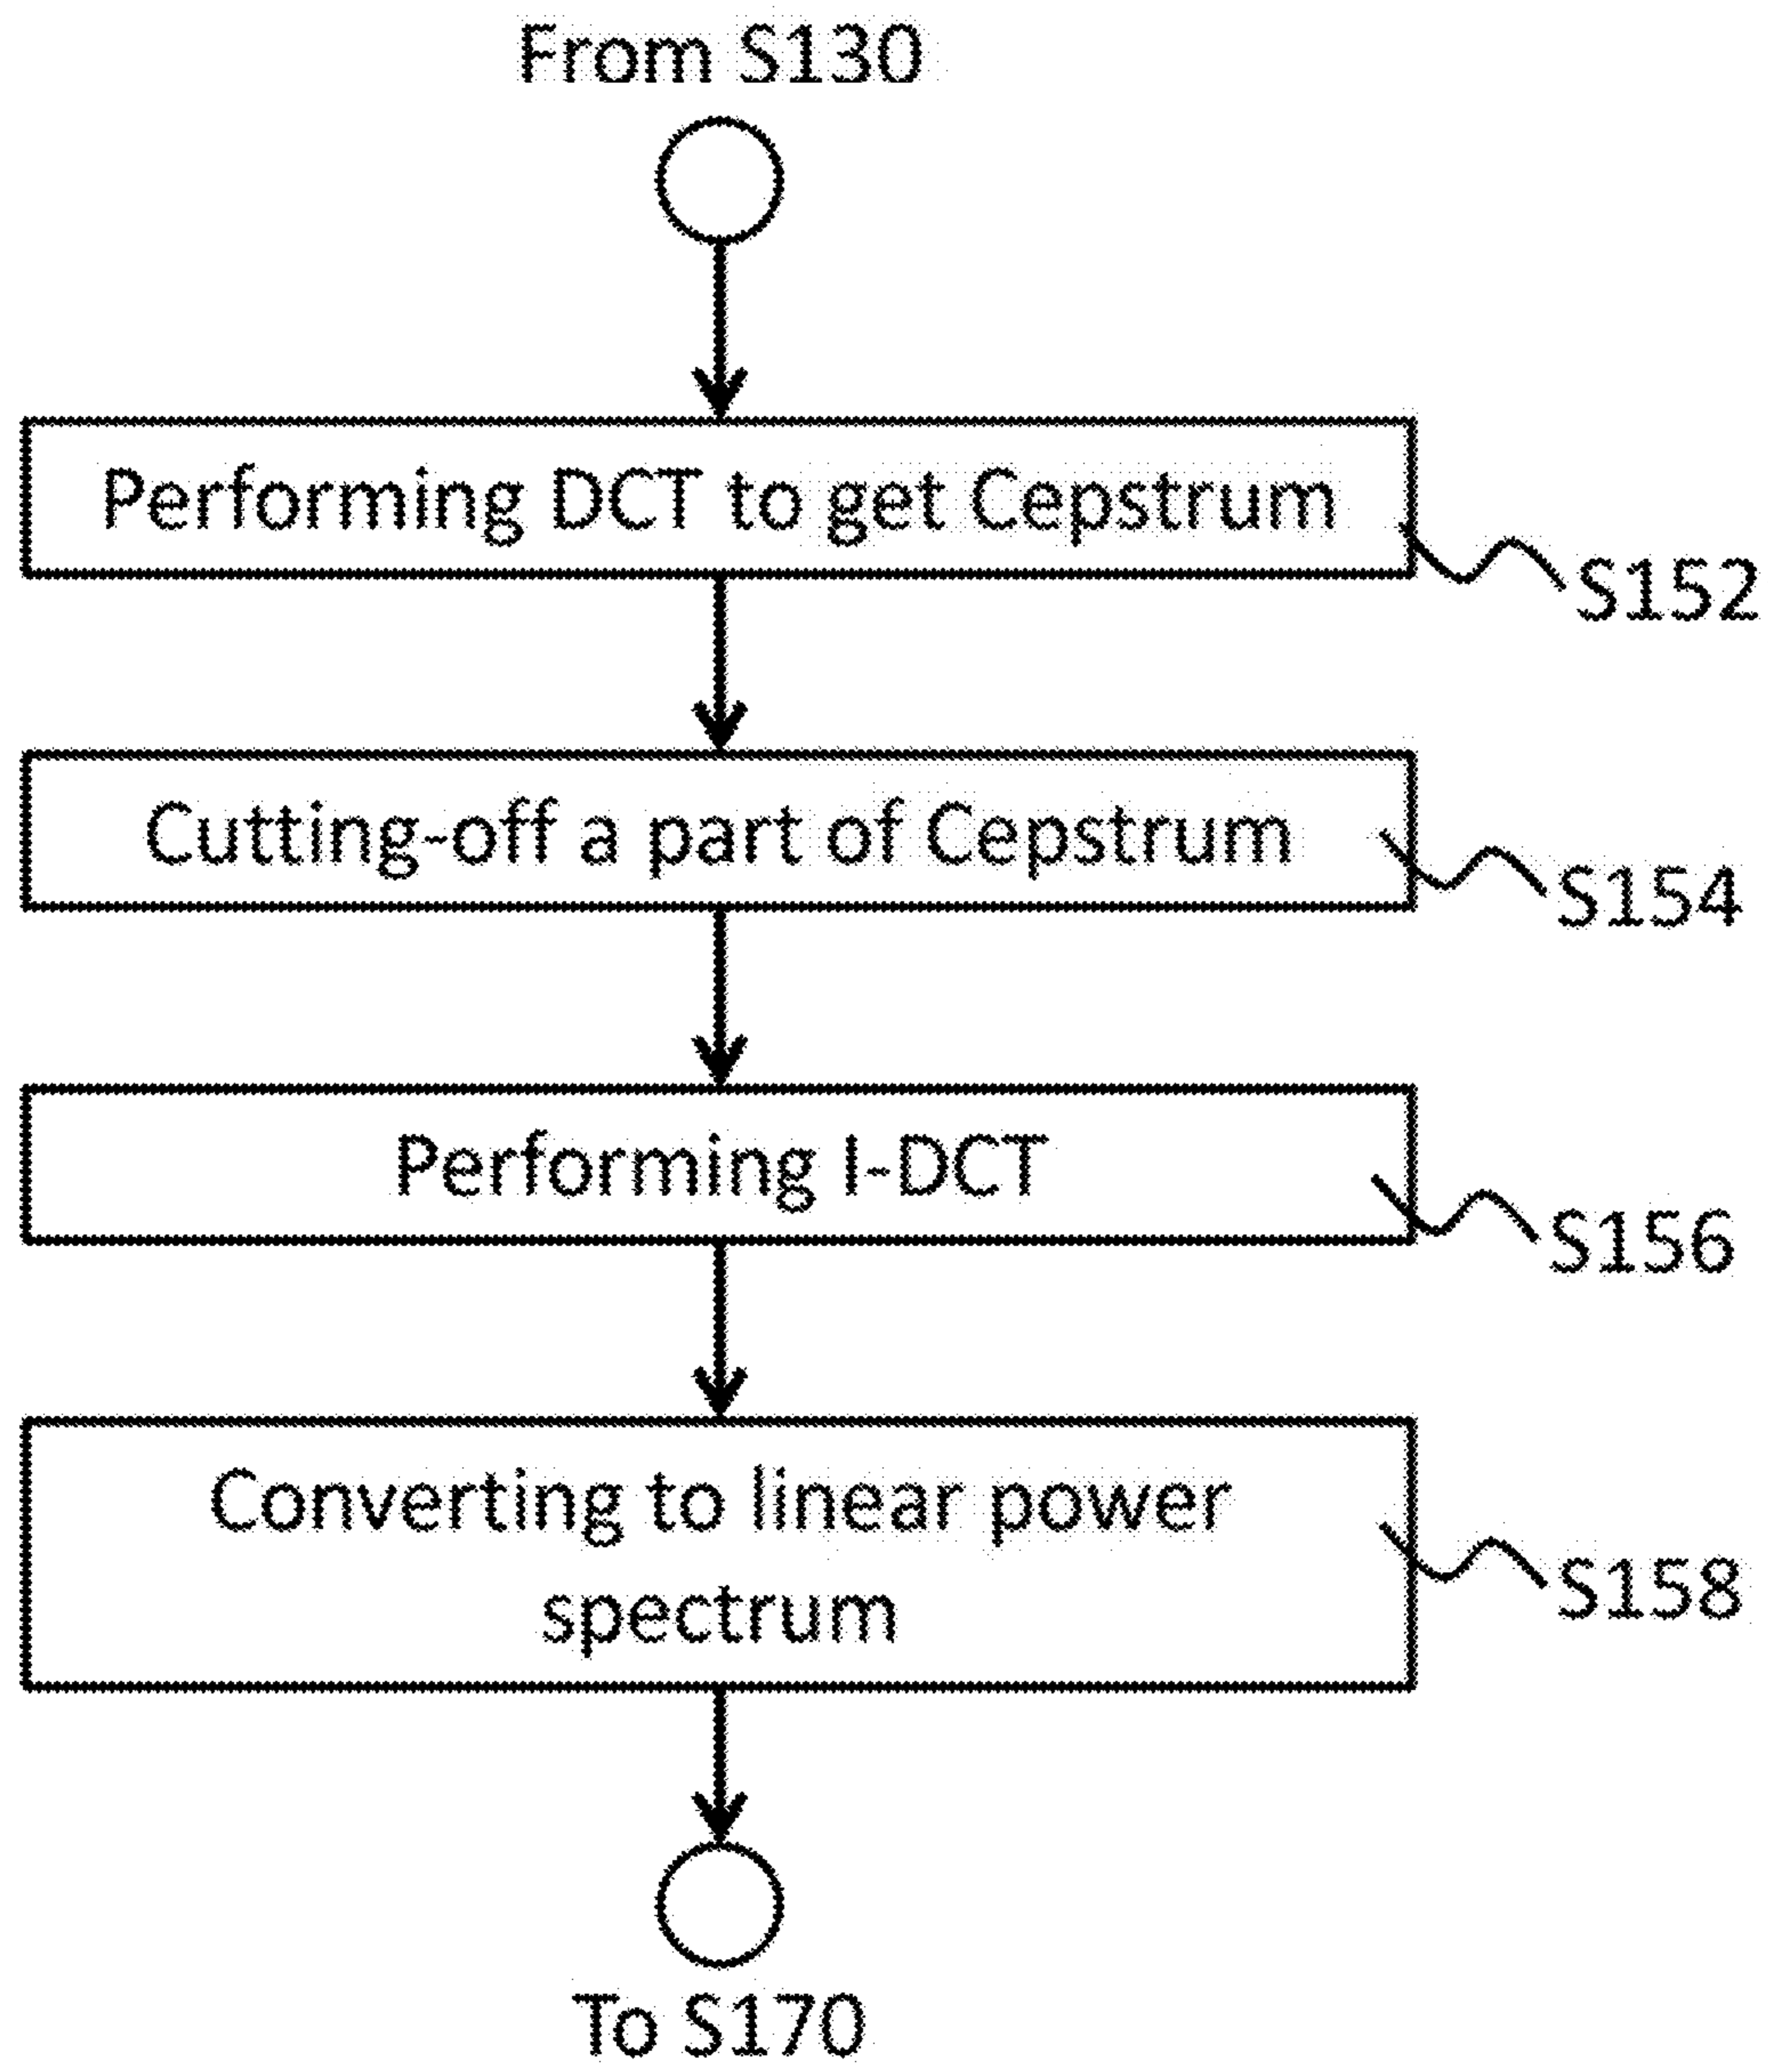 From S130
Performing DCT to get Cepstrum
S152
Cutting-off a part of Cepstrum
S154
Performing I-DCT
S156
Converting to linear power
spectrum
S158
To S170